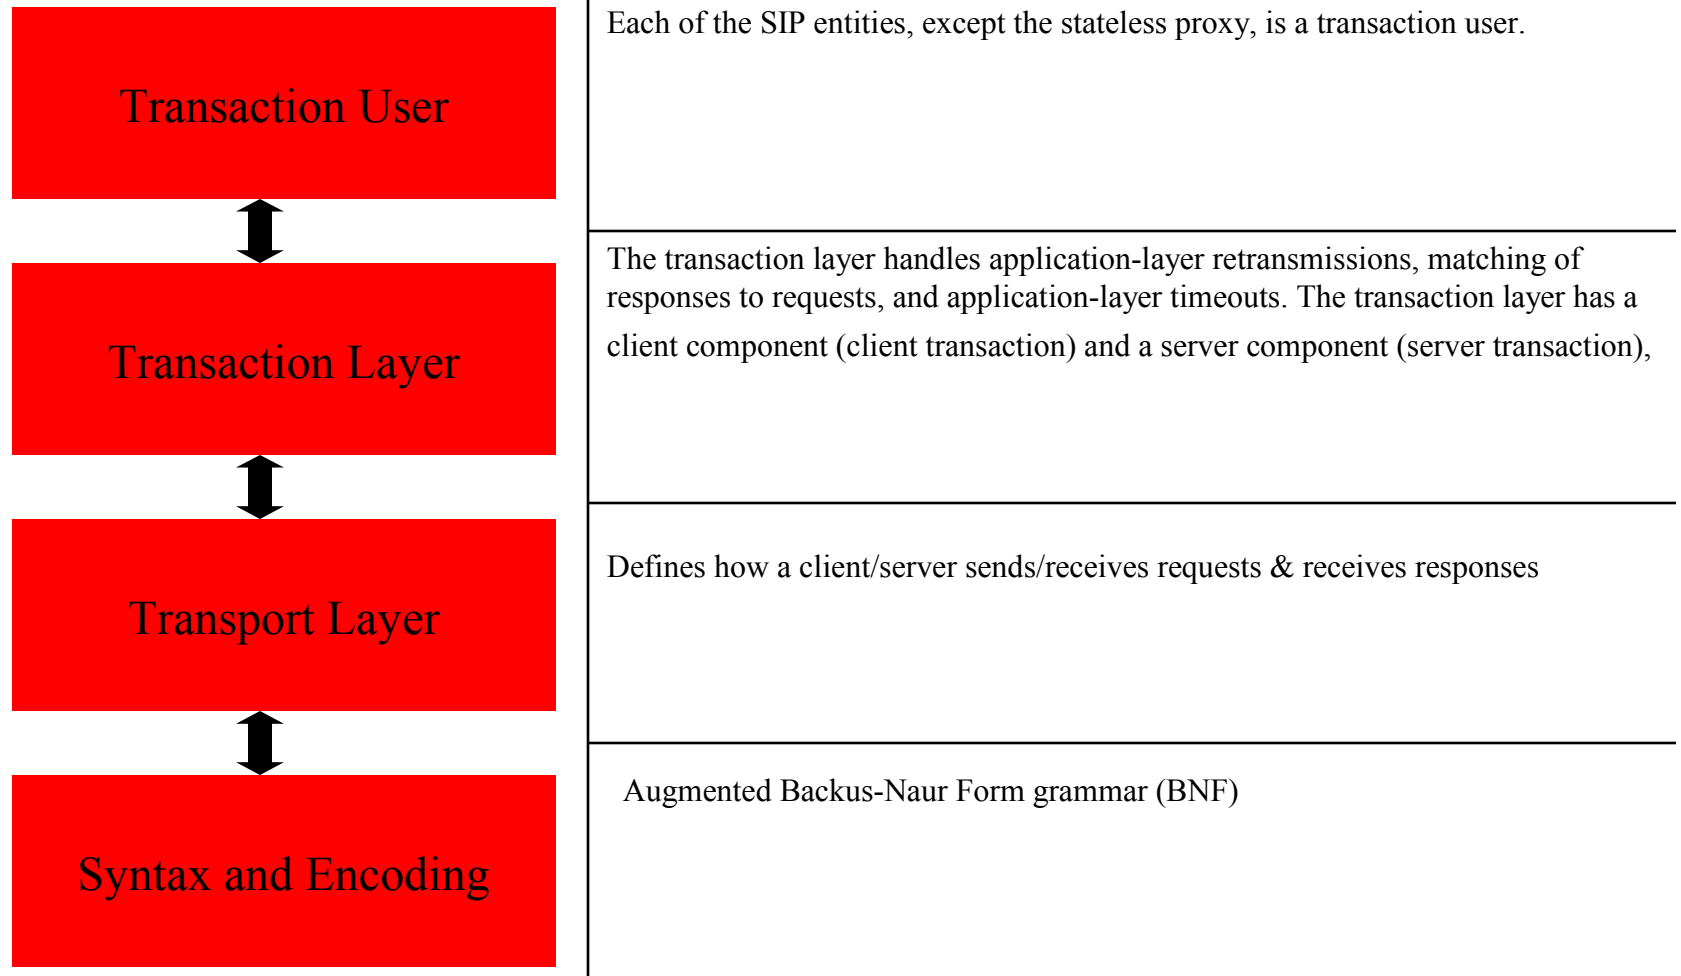 Transaction User
Each of the SIP entities, except the stateless proxy, is a transaction user.
Transaction Layer
The transaction layer handles application-layer retransmissions, matching of
responses to requests, and application-layer timeouts. The transaction layer has a
client component (client transaction) and a server component (server transaction),
Transport Layer
Defines how a client/server sends/receives requests & receives responses
Syntax and Encoding
Augmented Backus-Naur Form grammar (BNF)